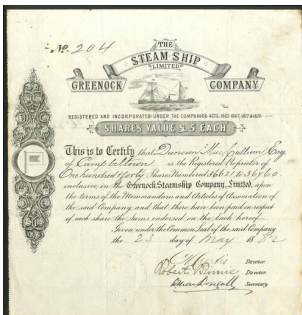 No. 204
THE
STEAM SHIP
LIMITED
GREENOCK COMPANY
REGISTERED AND INCORPORATED UNDER THE COMPANIES ACTS, 1862, 1867, 1877 & 1879.
SHARES VALUE £5 EACH
This is to Certify that Duncan MacCallum Esq
of Campbeltown is the Registered Proprietor of
One Hundred & forty Shares Numbered
inclusive, in the Greenock Steamship Company, Limited, upon
the terms of the Memorandum and Articles of Association of
the said Company, and that there have been paid in respect
of each share the Sums endorsed on the back hereof
Given under the Common Seal of the said Company
the 23 day of May 1882
Director
Robert Binnie Director
Secretary